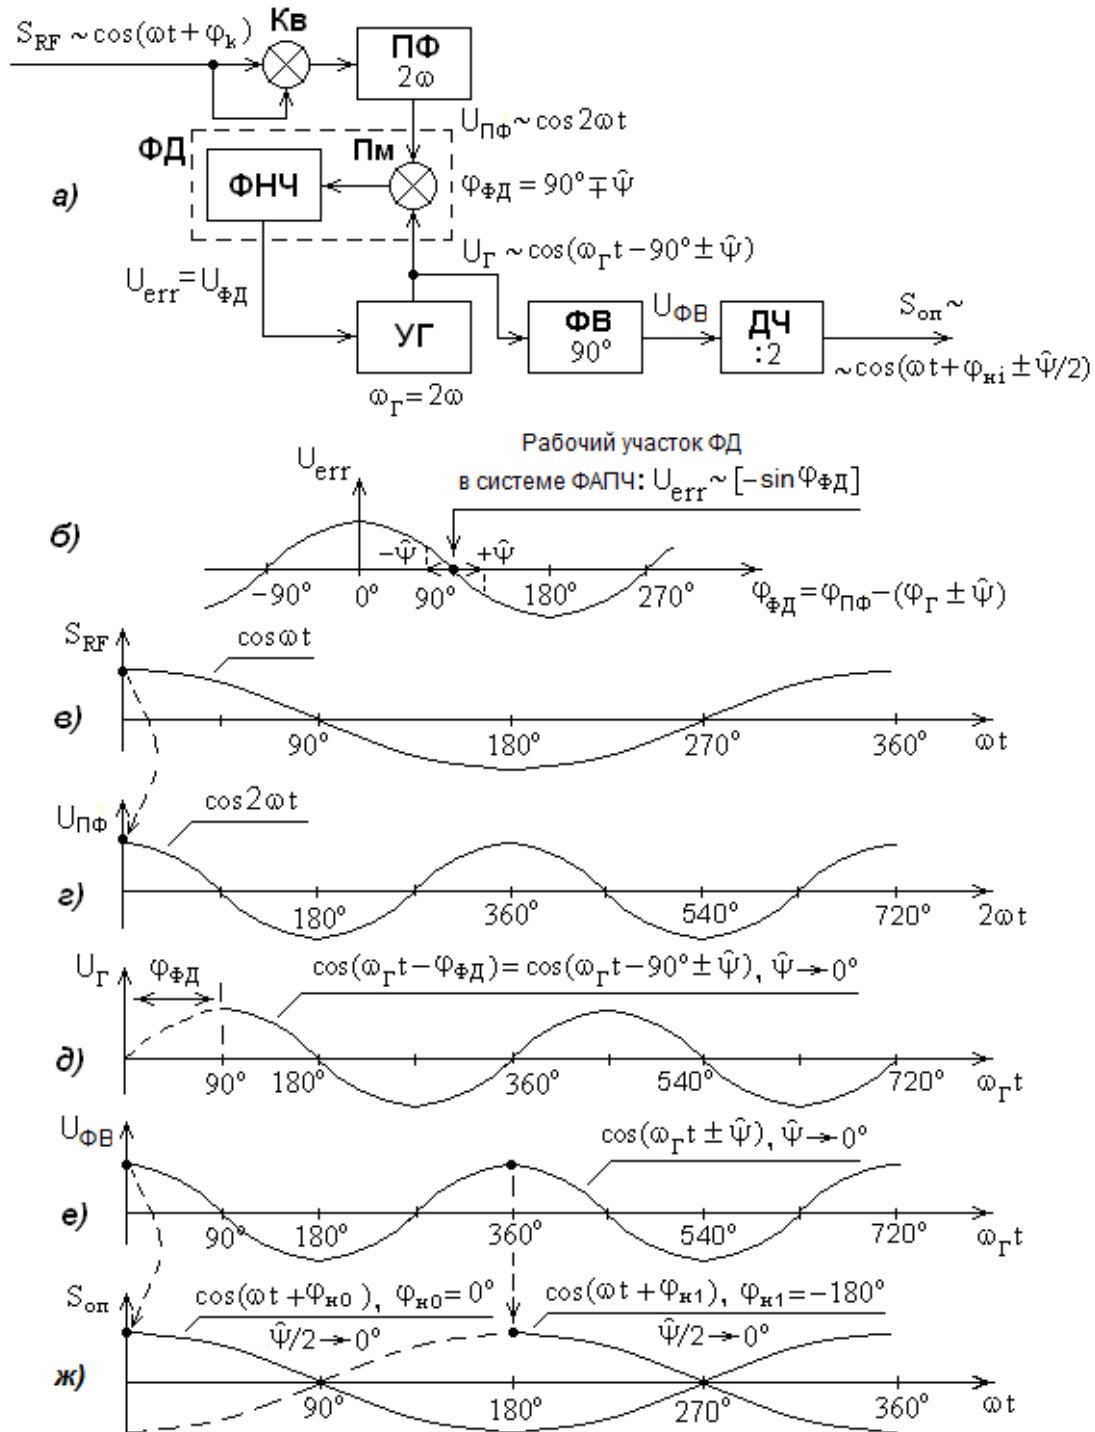 S_RF ~ cos(ωt + φ_k)
Кв
ПФ
2ω
U_ПФ ~ cos 2ωt
ФД
Пм
ФНЧ
φ_ФД = 90° ∓ ψ̂
а)
U_Г ~ cos(ω_Г t − 90° ± ψ̂)
U_err = U_ФД
УГ
ω_Г = 2ω
ФВ
90°
U_ФВ
ДЧ
:2
S_оп ~
~cos(ωt + φ_нi ± ψ̂/2)
Рабочий участок ФД
в системе ФАПЧ: U_err ~ [−sin φ_ФД]
U_err
б)
−ψ̂ +ψ̂
−90° 0° 90° 180° 270°
φ_ФД = φ_ПФ − (φ_Г ± ψ̂)
S_RF
cos ωt
в)
90° 180° 270° 360° ωt
U_ПФ
cos 2ωt
г)
180° 360° 540° 720° 2ωt
U_Г
φ_ФД
cos(ω_Г t − φ_ФД) = cos(ω_Г t − 90° ± ψ̂), ψ̂ → 0°
д)
90° 180° 360° 540° 720° ω_Г t
U_ФВ
cos(ω_Г t ± ψ̂), ψ̂ → 0°
е)
90° 180° 360° 540° 720° ω_Г t
S_оп
cos(ωt + φ_н0), φ_н0 = 0°
ψ̂/2 → 0°
cos(ωt + φ_н1), φ_н1 = −180°
ψ̂/2 → 0°
ж)
90° 180° 270° 360° ωt